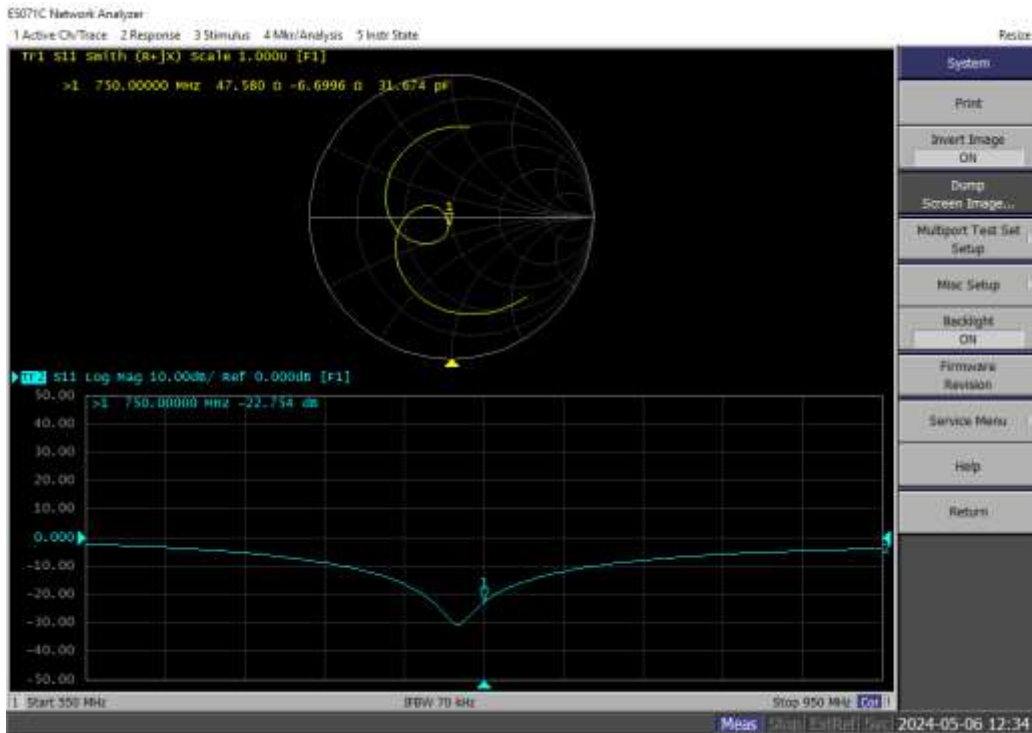 E5071C Network Analyzer
1 Active Ch/Trace 2 Response 3 Stimulus 4 Mkr/Analysis 5 Instr State
Resize
Tr1 S11 Smith (R+jX) Scale 1.000U [F1]
>1 750.00000 MHz 47.580 Ω -6.6996 Ω 31.674 pF
Tr2 S11 Log Mag 10.00dB/ Ref 0.000dB [F1]
>1 750.00000 MHz -22.754 dB
50.00
40.00
30.00
20.00
10.00
0.000
-10.00
-20.00
-30.00
-40.00
-50.00
1
1 Start 550 MHz
IFBW 70 kHz
Stop 950 MHz Cor !
System
Print
Invert Image
ON
Dump
Screen Image...
Multiport Test Set
Setup
Misc Setup
Backlight
ON
Firmware
Revision
Service Menu
Help
Return
Meas Stop ExtRef Svc 2024-05-06 12:34